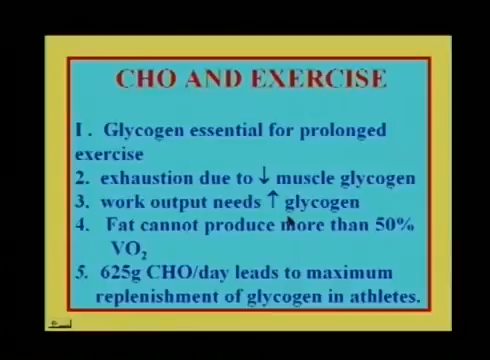 CHO AND EXERCISE
1. Glycogen essential for prolonged
exercise
2. exhaustion due to ↓ muscle glycogen
3. work output needs ↑ glycogen
4. Fat cannot produce more than 50%
VO₂
5. 625g CHO/day leads to maximum
replenishment of glycogen in athletes.